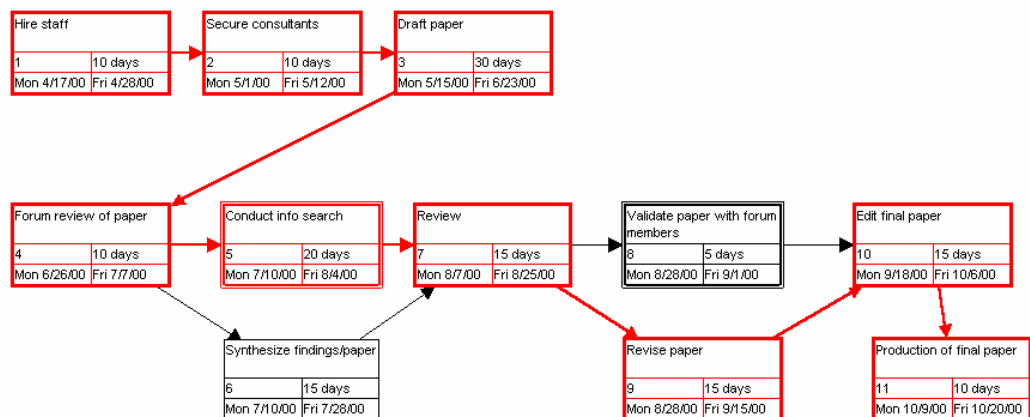 Hire staff
1 10 days
Mon 4/17/00 Fri 4/28/00
Secure consultants
2 10 days
Mon 5/1/00 Fri 5/12/00
Draft paper
3 30 days
Mon 5/15/00 Fri 6/23/00
Forum review of paper
4 10 days
Mon 6/26/00 Fri 7/7/00
Conduct info search
5 20 days
Mon 7/10/00 Fri 8/4/00
Review
7 15 days
Mon 8/7/00 Fri 8/25/00
Validate paper with forum
members
8 5 days
Mon 8/28/00 Fri 9/1/00
Edit final paper
10 15 days
Mon 9/18/00 Fri 10/6/00
Synthesize findings/paper
6 15 days
Mon 7/10/00 Fri 7/28/00
Revise paper
9 15 days
Mon 8/28/00 Fri 9/15/00
Production of final paper
11 10 days
Mon 10/9/00 Fri 10/20/00